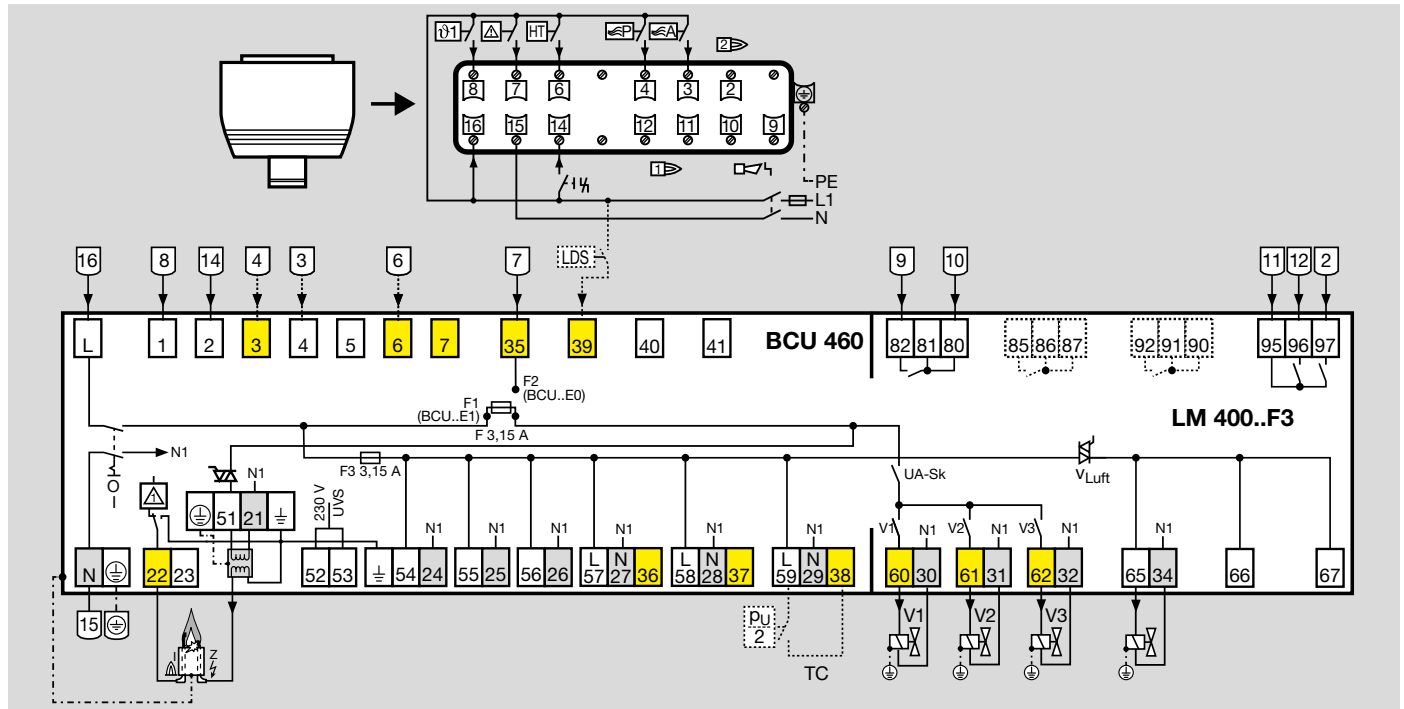 ϑ1 HT P A 2
8 7 6 4 3 2
16 15 14 12 11 10 9
1
PE
L1
N
LDS
16 8 14 4 3 6 7 9 10 11 12 2
L 1 2 3 4 5 6 7 35 39 40 41 BCU 460 82 81 80 85 86 87 92 91 90 95 96 97
F2
(BCU..E0)
F1
(BCU..E1)
F 3,15 A
LM 400..F3
N1
F3 3,15 A
UA-Sk
vLuft
O
I
N1
51 21
230 V
UVS
N1 N1 N1 N1 N1 N1 V1 N1 V2 N1 V3 N1 N1
N 22 23 52 53 54 24 55 25 56 26 L 57 N 27 36 L 58 N 28 37 L 59 N 29 38 60 30 61 31 62 32 65 34 66 67
15
pU
2
TC
V1 V2 V3
I Z